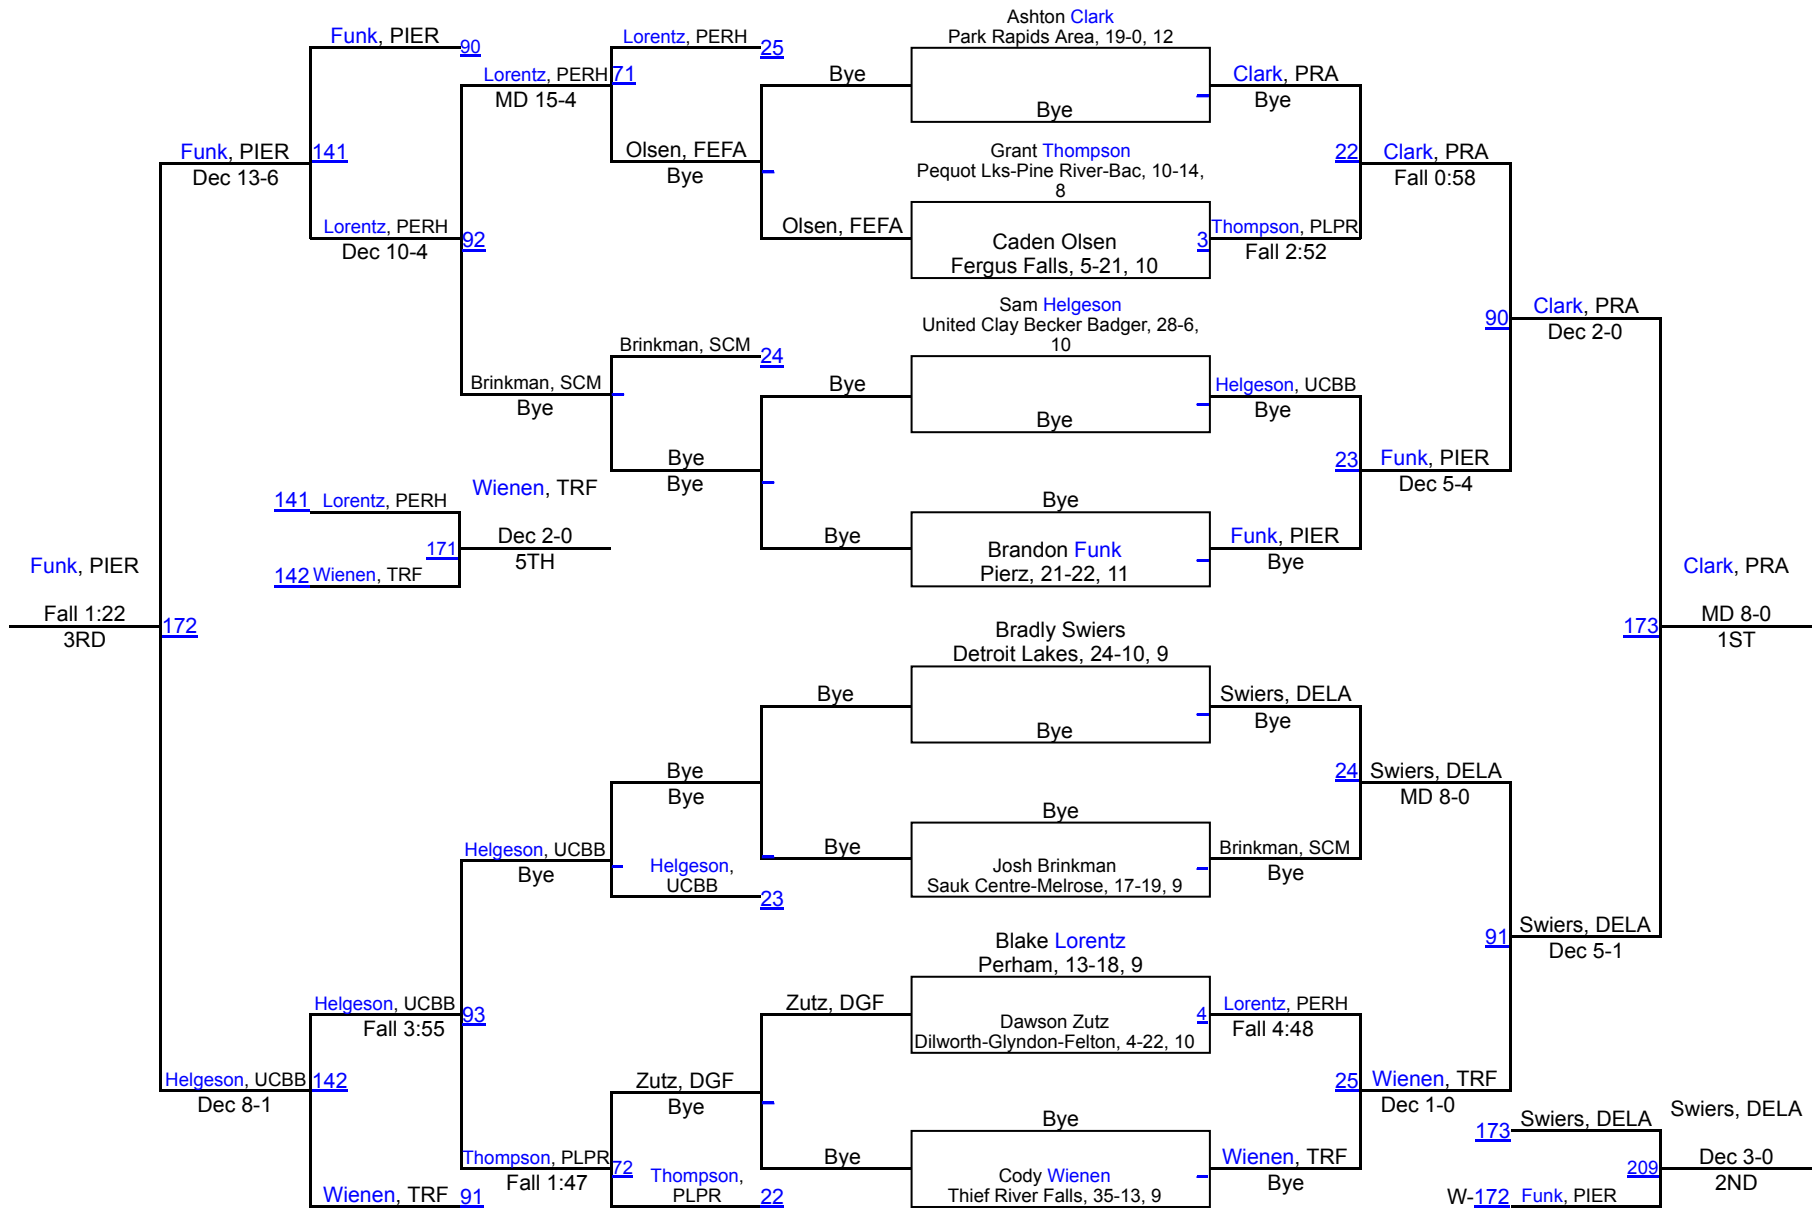 Ashton Clark
Park Rapids Area, 19-0, 12
Funk, PIER
90
Lorentz, PERH
25
Lorentz, PERH
71
MD 15-4
Bye
Bye
Clark, PRA
Bye
Funk, PIER
141
Dec 13-6
Olsen, FEFA
Bye
Grant Thompson
Pequot Lks-Pine River-Bac, 10-14,
8
22
Clark, PRA
Fall 0:58
Lorentz, PERH
92
Dec 10-4
Olsen, FEFA
Caden Olsen
Fergus Falls, 5-21, 10
3
Thompson, PLPR
Fall 2:52
Sam Helgeson
United Clay Becker Badger, 28-6,
10
90
Clark, PRA
Dec 2-0
Brinkman, SCM
24
Brinkman, SCM
Bye
Bye
Bye
Helgeson, UCBB
Bye
Bye
Bye
23
Funk, PIER
Dec 5-4
141
Lorentz, PERH
Wienen, TRF
Dec 2-0
5TH
171
142
Wienen, TRF
Bye
Bye
Brandon Funk
Pierz, 21-22, 11
Funk, PIER
Bye
Funk, PIER
Fall 1:22
3RD
172
Clark, PRA
173
MD 8-0
1ST
Bradly Swiers
Detroit Lakes, 24-10, 9
Bye
Bye
Swiers, DELA
Bye
Bye
Bye
24
Swiers, DELA
MD 8-0
Bye
Bye
Josh Brinkman
Sauk Centre-Melrose, 17-19, 9
Brinkman, SCM
Bye
Helgeson, UCBB
Bye
Helgeson,
UCBB
23
91
Swiers, DELA
Dec 5-1
Blake Lorentz
Perham, 13-18, 9
Helgeson, UCBB
93
Fall 3:55
Zutz, DGF
Dawson Zutz
Dilworth-Glyndon-Felton, 4-22, 10
4
Lorentz, PERH
Fall 4:48
Helgeson, UCBB
142
Dec 8-1
Zutz, DGF
Bye
25
Wienen, TRF
Dec 1-0
Bye
Bye
Cody Wienen
Thief River Falls, 35-13, 9
Wienen, TRF
Bye
Thompson, PLPR
72
Fall 1:47
Thompson,
PLPR
22
Wienen, TRF
91
173
Swiers, DELA
Swiers, DELA
209
Dec 3-0
2ND
W-172
Funk, PIER